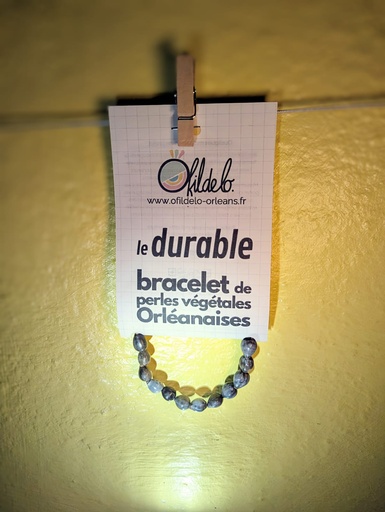 Ofildelo.
www.ofildelo-orleans.fr
le durable
bracelet de
perles végétales
Orléanaises